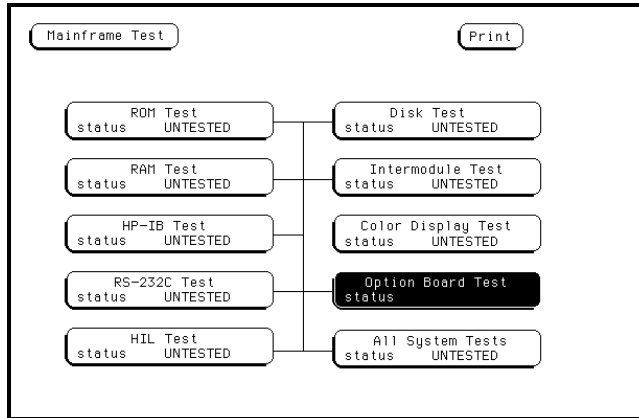 Mainframe Test
Print
ROM Test
status UNTESTED
Disk Test
status UNTESTED
RAM Test
status UNTESTED
Intermodule Test
status UNTESTED
HP-IB Test
status UNTESTED
Color Display Test
status UNTESTED
RS-232C Test
status UNTESTED
Option Board Test
status
HIL Test
status UNTESTED
All System Tests
status UNTESTED